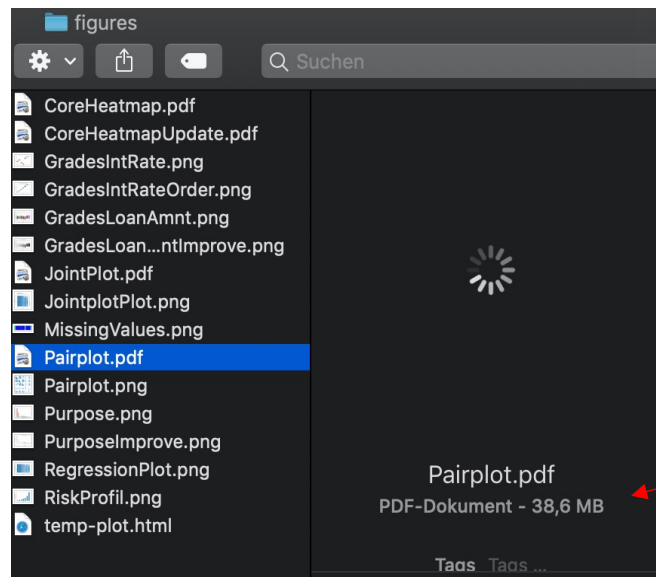 figures
Suchen
CoreHeatmap.pdf
CoreHeatmapUpdate.pdf
GradesIntRate.png
GradesIntRateOrder.png
GradesLoanAmnt.png
GradesLoan...ntImprove.png
JointPlot.pdf
JointplotPlot.png
MissingValues.png
Pairplot.pdf
Pairplot.png
Purpose.png
PurposeImprove.png
RegressionPlot.png
RiskProfil.png
temp-plot.html
Pairplot.pdf
PDF-Dokument - 38,6 MB
Tags Tags ...